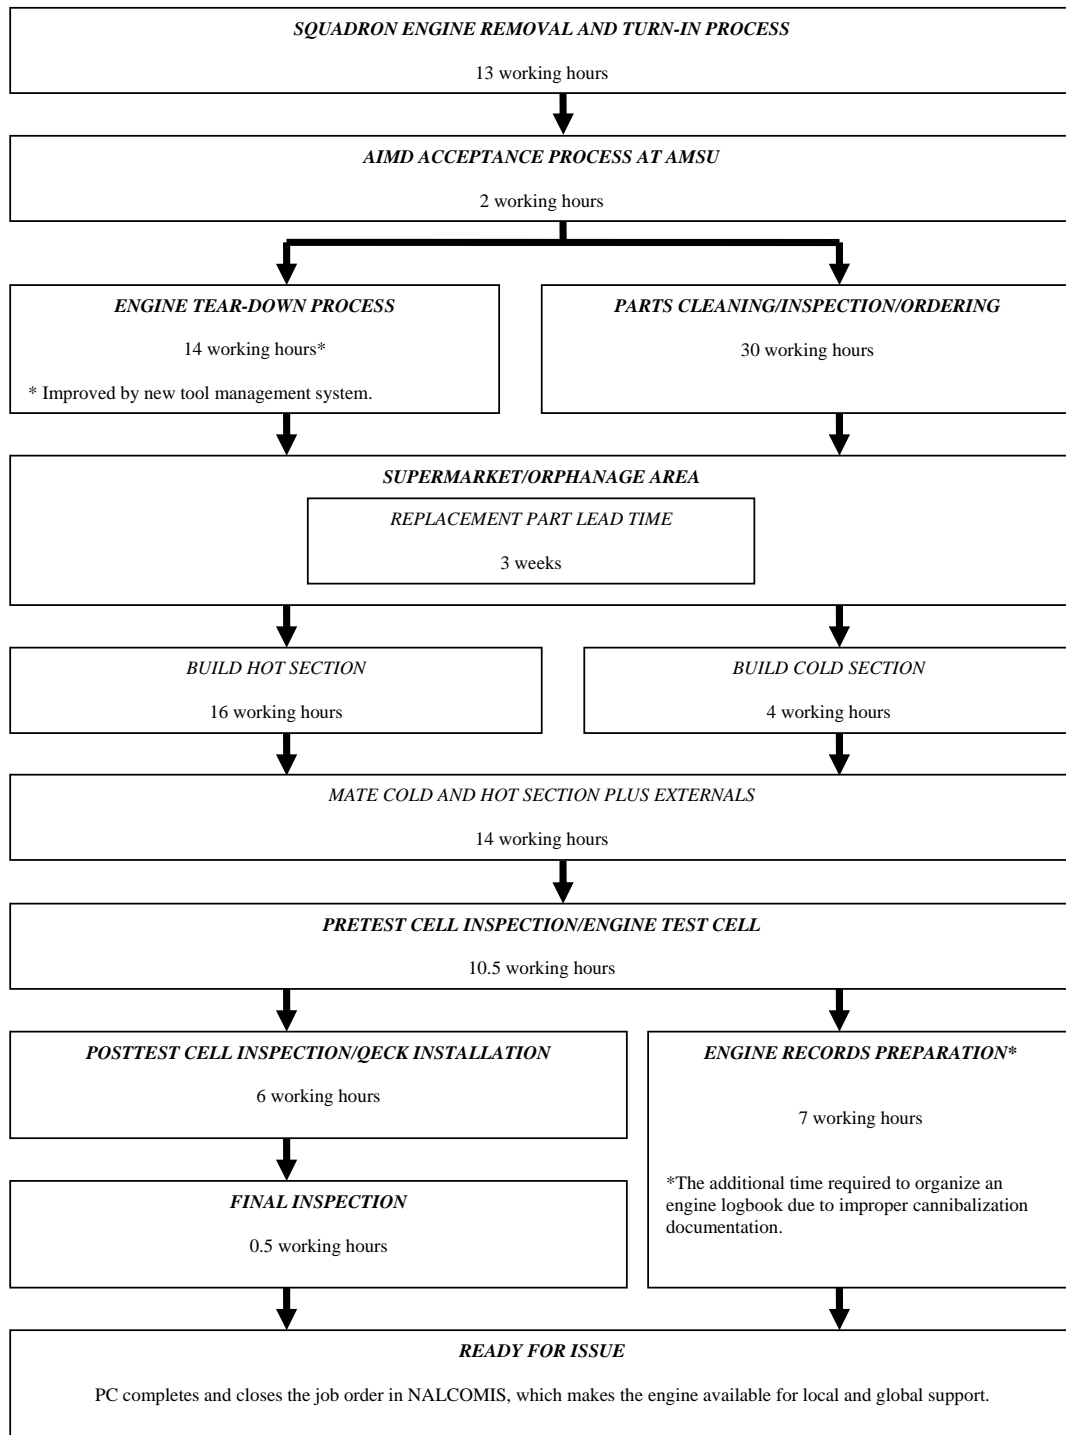 SQUADRON ENGINE REMOVAL AND TURN-IN PROCESS
13 working hours
AIMD ACCEPTANCE PROCESS AT AMSU
2 working hours
ENGINE TEAR-DOWN PROCESS
14 working hours*
* Improved by new tool management system.
PARTS CLEANING/INSPECTION/ORDERING
30 working hours
SUPERMARKET/ORPHANAGE AREA
REPLACEMENT PART LEAD TIME
3 weeks
BUILD HOT SECTION
16 working hours
BUILD COLD SECTION
4 working hours
MATE COLD AND HOT SECTION PLUS EXTERNALS
14 working hours
PRETEST CELL INSPECTION/ENGINE TEST CELL
10.5 working hours
POSTTEST CELL INSPECTION/QECK INSTALLATION
6 working hours
FINAL INSPECTION
0.5 working hours
ENGINE RECORDS PREPARATION*
7 working hours
*The additional time required to organize an
engine logbook due to improper cannibalization
documentation.
READY FOR ISSUE
PC completes and closes the job order in NALCOMIS, which makes the engine available for local and global support.